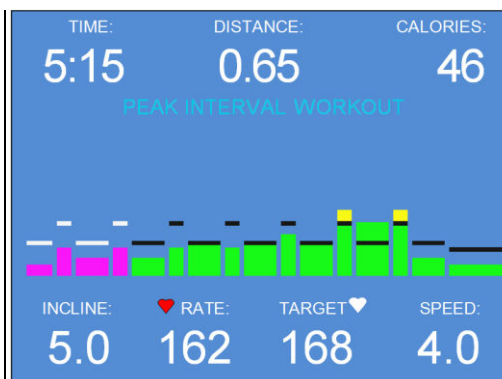 TIME: DISTANCE: CALORIES:
5:15 0.65 46
PEAK INTERVAL WORKOUT
INCLINE: RATE: TARGET SPEED:
5.0 162 168 4.0